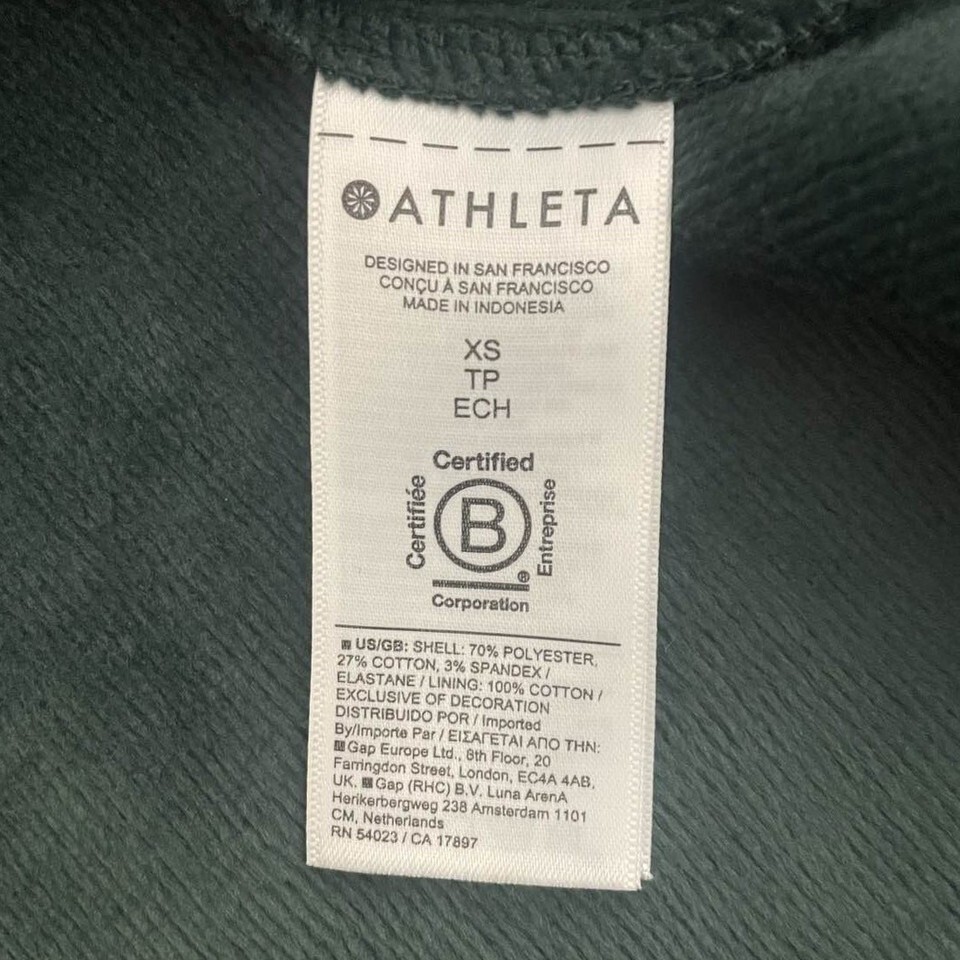 ATHLETA
DESIGNED IN SAN FRANCISCO
CONÇU À SAN FRANCISCO
MADE IN INDONESIA
XS
TP
ECH
Certified
Certifiée
B
Entreprise
®
Corporation
US/GB: SHELL: 70% POLYESTER,
27% COTTON, 3% SPANDEX /
ELASTANE / LINING: 100% COTTON /
EXCLUSIVE OF DECORATION
DISTRIBUIDO POR / Imported
By/Importe Par / ΕΙΣΑΓΕΤΑΙ ΑΠΟ ΤΗΝ:
Gap Europe Ltd., 8th Floor, 20
Farringdon Street, London, EC4A 4AB,
UK. Gap (RHC) B.V. Luna ArenA
Herikerbergweg 238 Amsterdam 1101
CM, Netherlands
RN 54023 / CA 17897